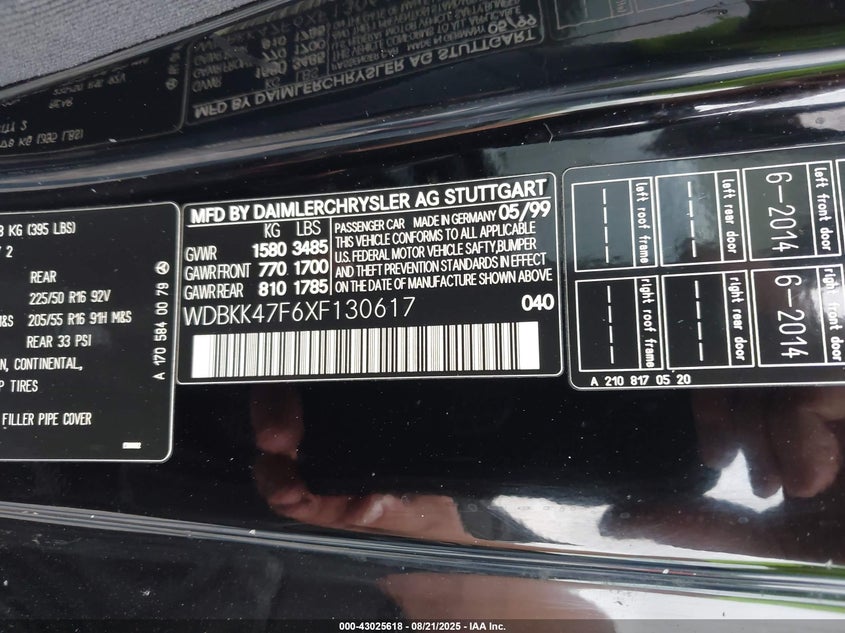 MFD BY DAIMLERCHRYSLER AG STUTTGART
KG LBS
GVWR 1580 3485
GAWR FRONT 770 1700
GAWR REAR 810 1785
PASSENGER CAR MADE IN GERMANY 05/99
THIS VEHICLE CONFORMS TO ALL APPLICABLE
U.S. FEDERAL MOTOR VEHICLE SAFTY,BUMPER
AND THEFT PREVENTION STANDARDS IN EFFECT
ON THE DATE OF MANUFACTURE SHOWN ABOVE
WDBKK47F6XF130617
040
KG (395 LBS)
2
REAR
225/50 R16 92V
M&S 205/55 R16 91H M&S
REAR 33 PSI
CONTINENTAL,
TIRES
FILLER PIPE COVER
A 170 584 00 79
left roof frame
left rear door
6-2014
left front door
right roof frame
right rear door
6-2014
right front door
A 210 817 05 20
000-43025618 - 08/21/2025 - IAA Inc.